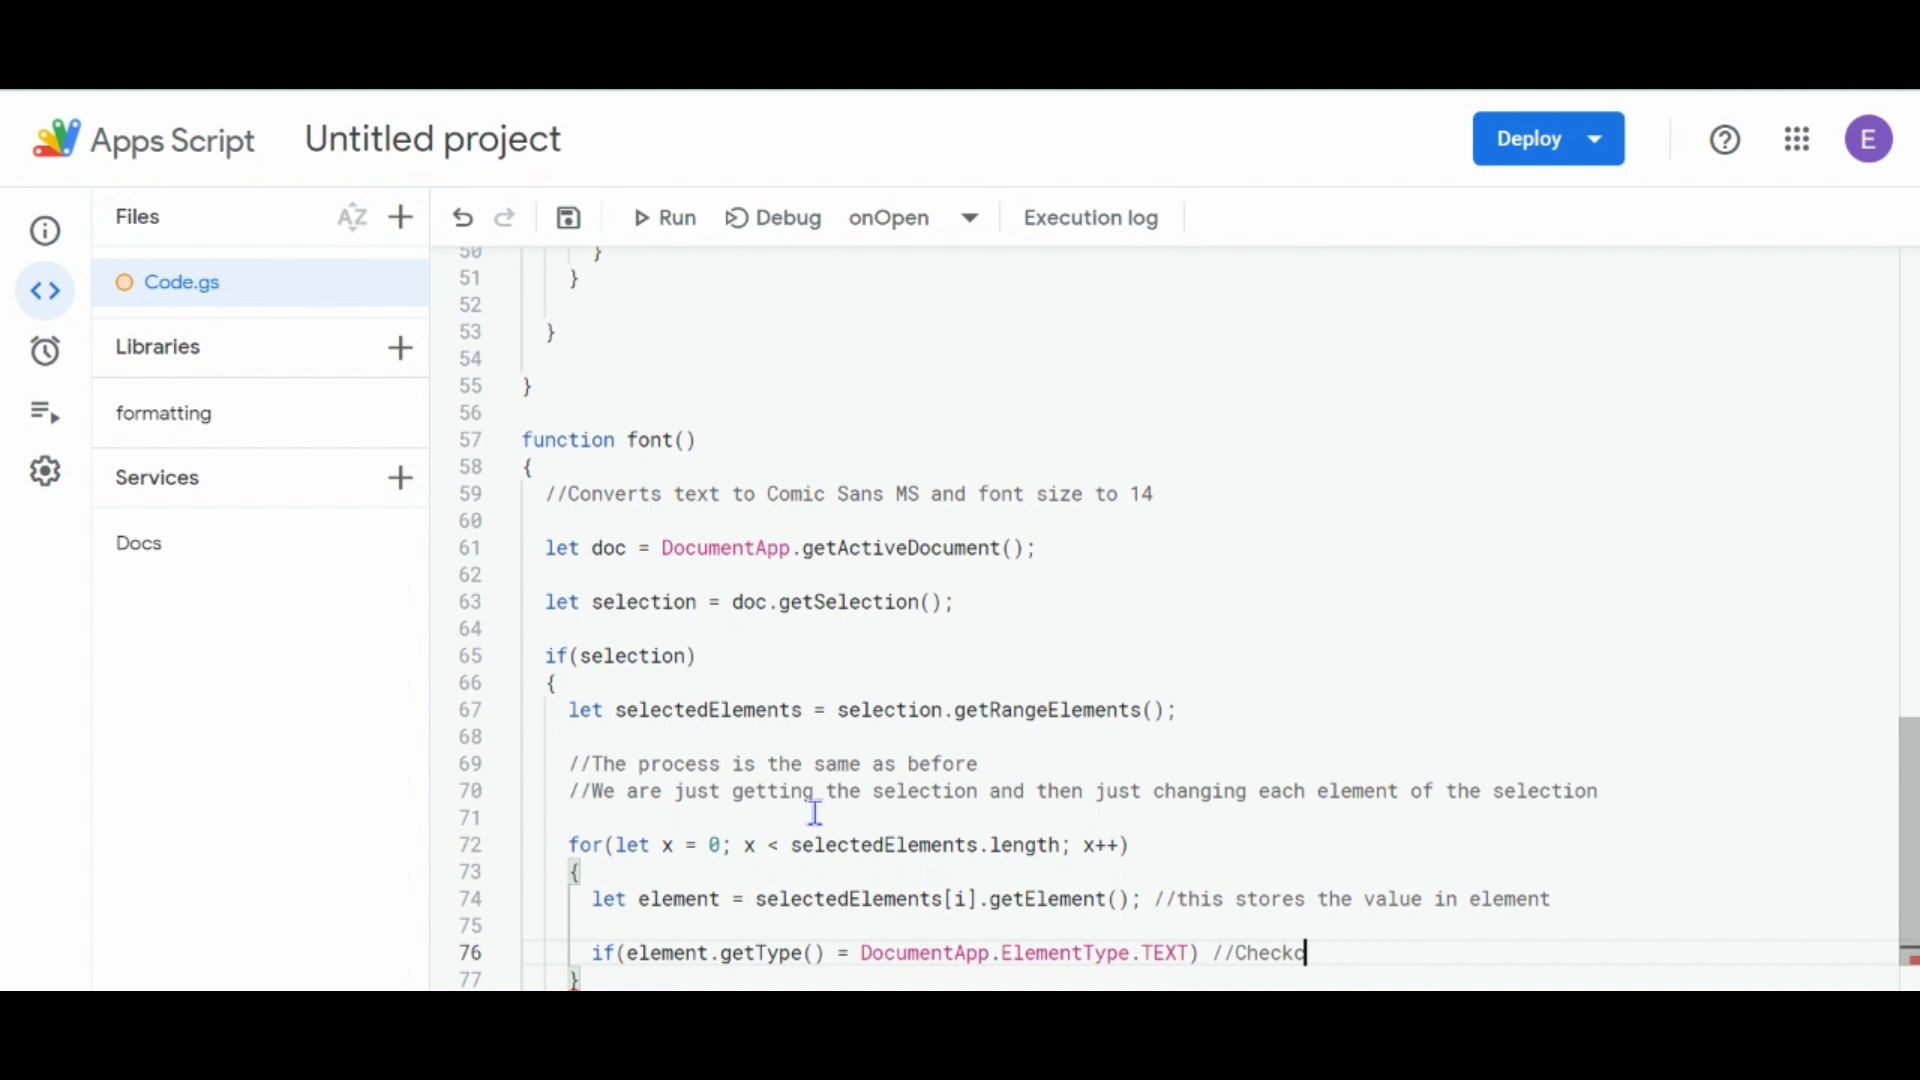 Apps Script
Untitled project
Deploy
E
Files
AZ
Run
Debug
onOpen
Execution log
Code.gs
Libraries
formatting
Services
Docs
50 }
51 }
52
53 }
54
55 }
56
57 function font()
58 {
59 //Converts text to Comic Sans MS and font size to 14
60
61 let doc = DocumentApp.getActiveDocument();
62
63 let selection = doc.getSelection();
64
65 if(selection)
66 {
67 let selectedElements = selection.getRangeElements();
68
69 //The process is the same as before
70 //We are just getting the selection and then just changing each element of the selection
71
72 for(let x = 0; x < selectedElements.length; x++)
73 {
74 let element = selectedElements[i].getElement(); //this stores the value in element
75
76 if(element.getType() = DocumentApp.ElementType.TEXT) //Checkc
77 }